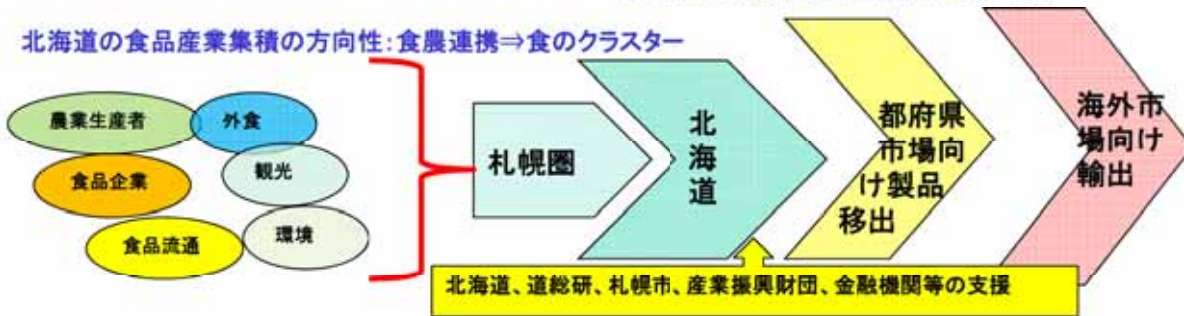 北海道の食品産業集積の方向性:食農連携⇒食のクラスター
農業生産者
外食
食品企業
観光
食品流通
環境
札幌圏
北
海
道
都府県
市場向
け製品
移出
海外市
場向け
輸出
北海道、道総研、札幌市、産業振興財団、金融機関等の支援